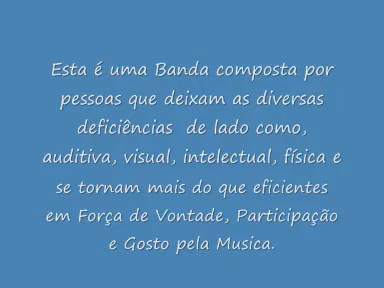 Esta é uma Banda composta por
pessoas que deixam as diversas
deficiências de lado como,
auditiva, visual, intelectual, física e
se tornam mais do que eficientes
em Força de Vontade, Participação
e Gosto pela Musica.